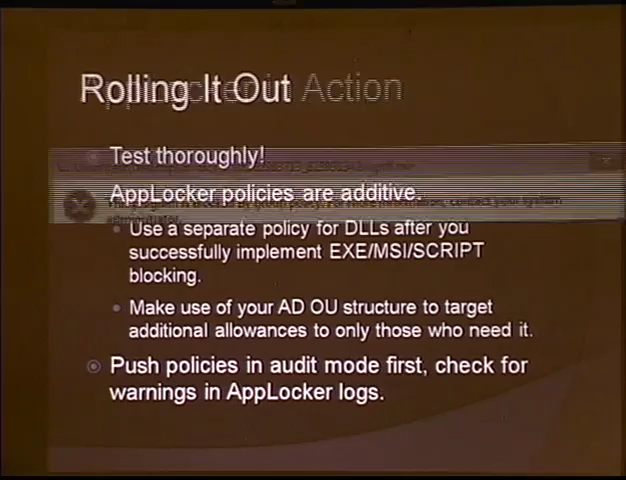 Rolling It Out
Action
Test thoroughly!
AppLocker policies are additive.
Use a separate policy for DLLs after you
successfully implement EXE/MSI/SCRIPT
blocking.
Make use of your AD OU structure to target
additional allowances to only those who need it.
Push policies in audit mode first, check for
warnings in AppLocker logs.